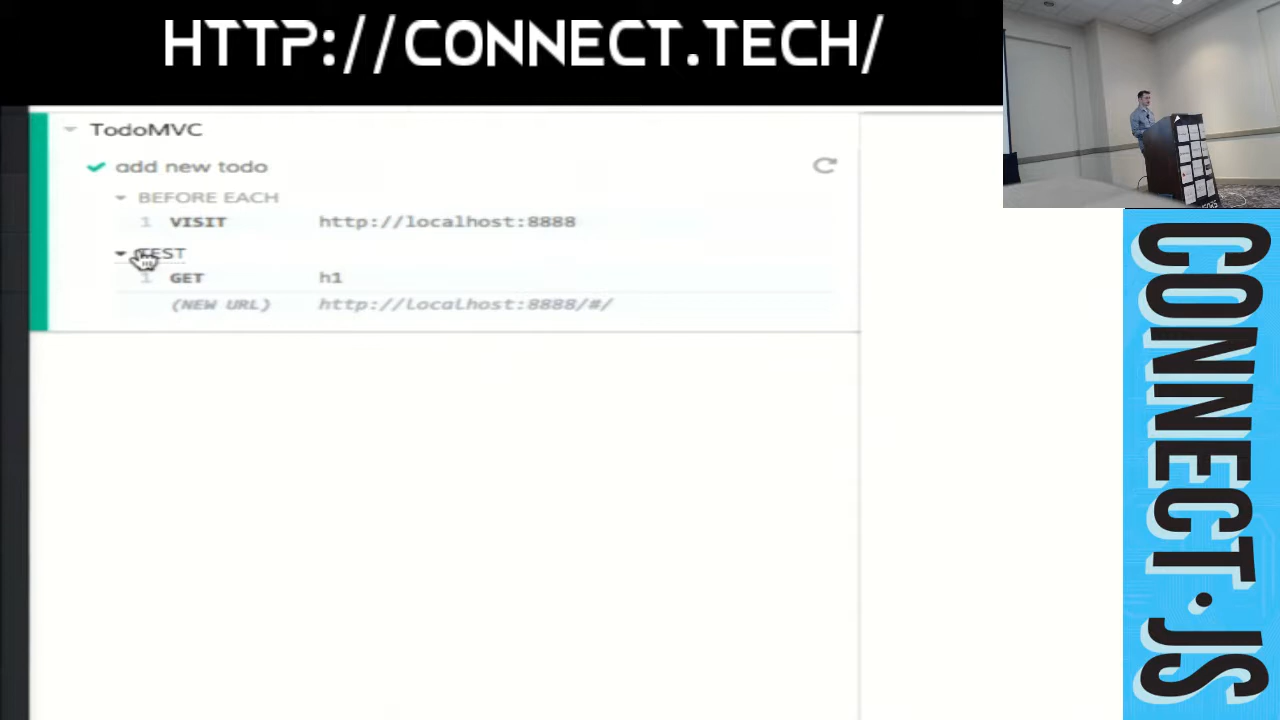 HTTP://CONNECT.TECH/
TodoMVC
add new todo
BEFORE EACH
1 VISIT http://localhost:8888
TEST
1 GET h1
(NEW URL) http://localhost:8888/#/
CONNECT.JS